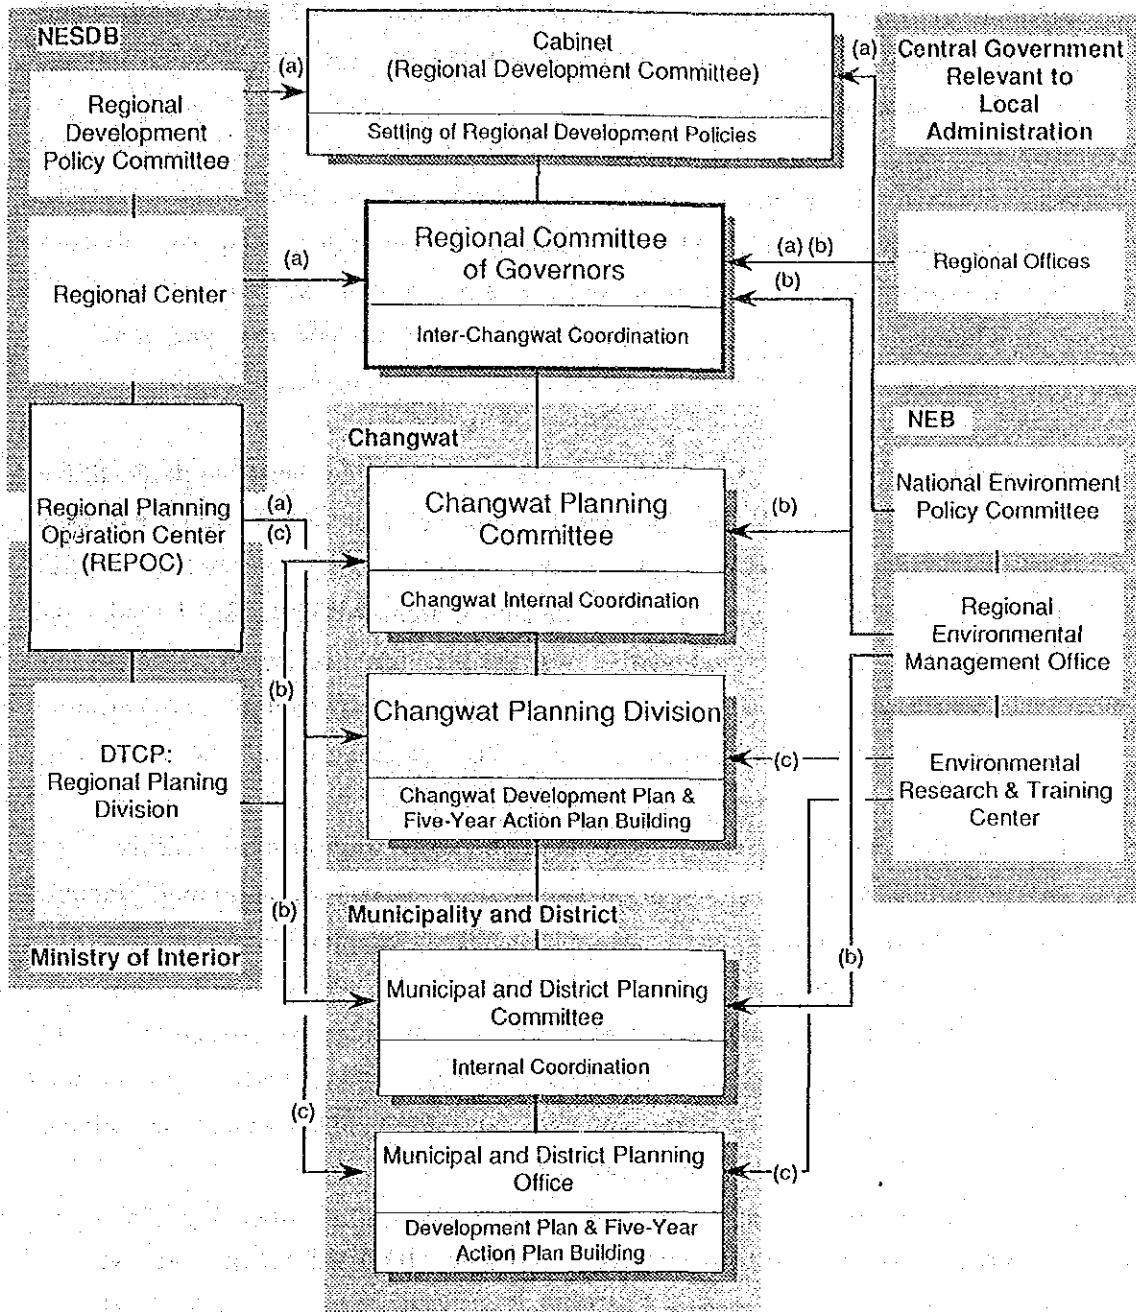 NESDB
Regional
Development
Policy Committee
Regional Center
Regional Planning
Operation Center
(REPOC)
DTCP:
Regional Planing
Division
Ministry of Interior
(a)
(a)
(a)
(c)
(b)
(b)
(c)
Cabinet
(Regional Development Committee)
Setting of Regional Development Policies
Regional Committee
of Governors
Inter-Changwat Coordination
Changwat
Changwat Planning
Committee
Changwat Internal Coordination
Changwat Planning Division
Changwat Development Plan &
Five-Year Action Plan Building
Municipality and District
Municipal and District Planning
Committee
Internal Coordination
Municipal and District Planning
Office
Development Plan & Five-Year
Action Plan Building
(a)
(a) (b)
(b)
(b)
(c)
(b)
(c)
Central Government
Relevant to
Local
Administration
Regional Offices
NEB
National Environment
Policy Committee
Regional
Environmental
Management Office
Environmental
Research & Training
Center